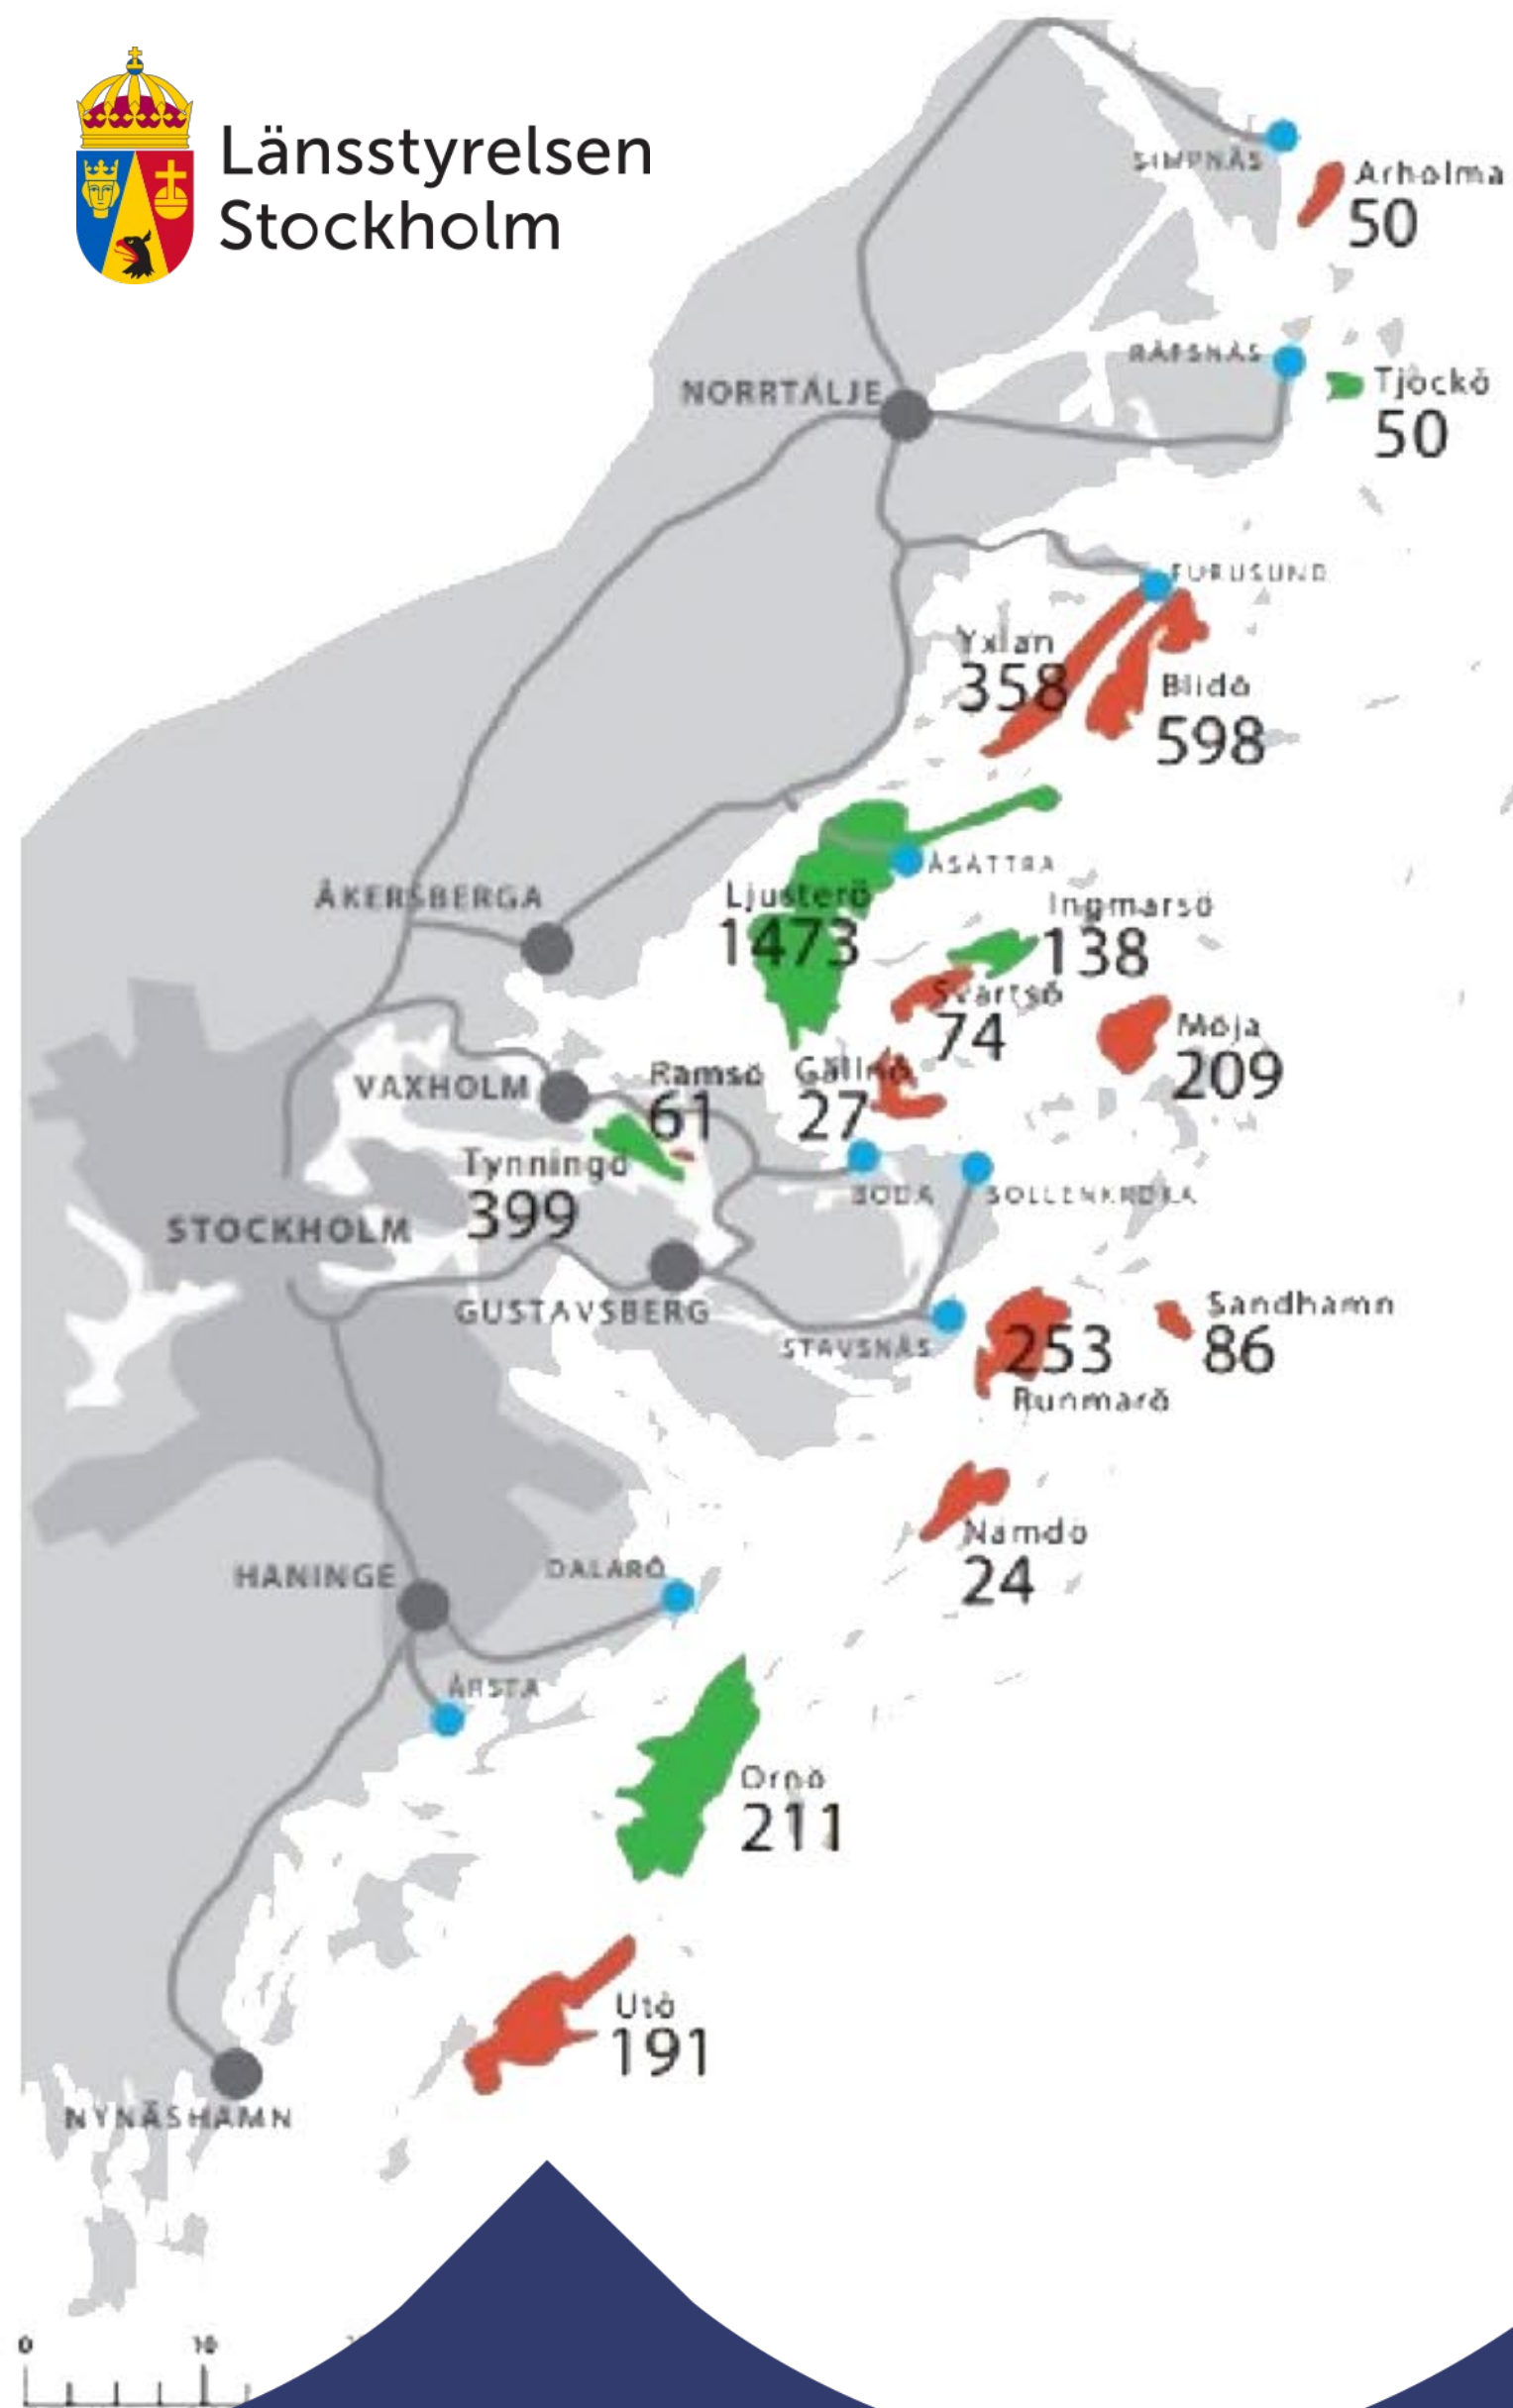 Länsstyrelsen
Stockholm
SIMPNÄS
Arholma
50
RÄFSNÄS
Tjockö
50
NORRTÄLJE
FURUSUND
Yxlan
358
Blidö
598
ÅSÄTTRA
ÅKERSBERGA
Ljusterö
1473
Ingmarsö
138
Svartsö
74
Möja
209
VAXHOLM
Ramsö
61
Gällnö
27
Tynningö
399
BODA
SOLLENKROKA
STOCKHOLM
GUSTAVSBERG
STAVSNÄS
253
Runmarö
Sandhamn
86
Nämdö
24
HANINGE
DALARÖ
ÅRSTA
Ornö
211
Utö
191
NYNÄSHAMN
0 10